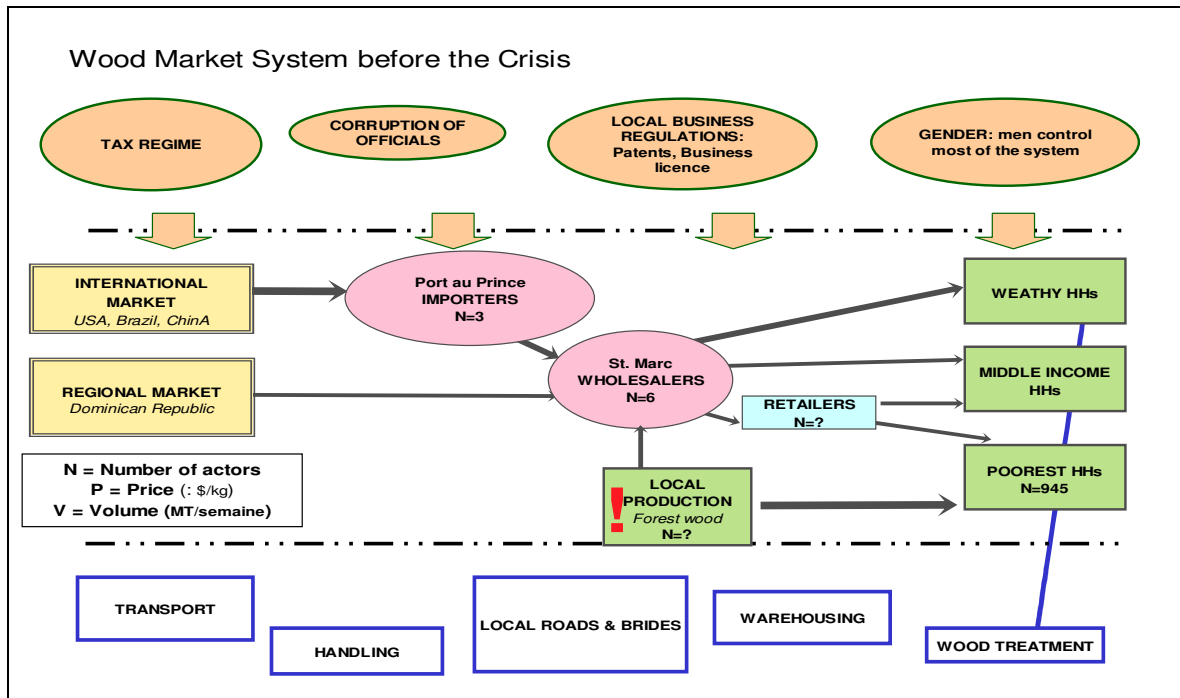 Wood Market System before the Crisis
TAX REGIME
CORRUPTION OF
OFFICIALS
LOCAL BUSINESS
REGULATIONS:
Patents, Business
licence
GENDER: men control
most of the system
INTERNATIONAL
MARKET
USA, Brazil, ChinA
Port au Prince
IMPORTERS
N=3
WEATHY HHs
REGIONAL MARKET
Dominican Republic
St. Marc
WHOLESALERS
N=6
MIDDLE INCOME
HHs
RETAILERS
N=?
N = Number of actors
P = Price (: $/kg)
V = Volume (MT/semaine)
!
LOCAL
PRODUCTION
Forest wood
N=?
POOREST HHs
N=945
TRANSPORT
HANDLING
LOCAL ROADS & BRIDES
WAREHOUSING
WOOD TREATMENT